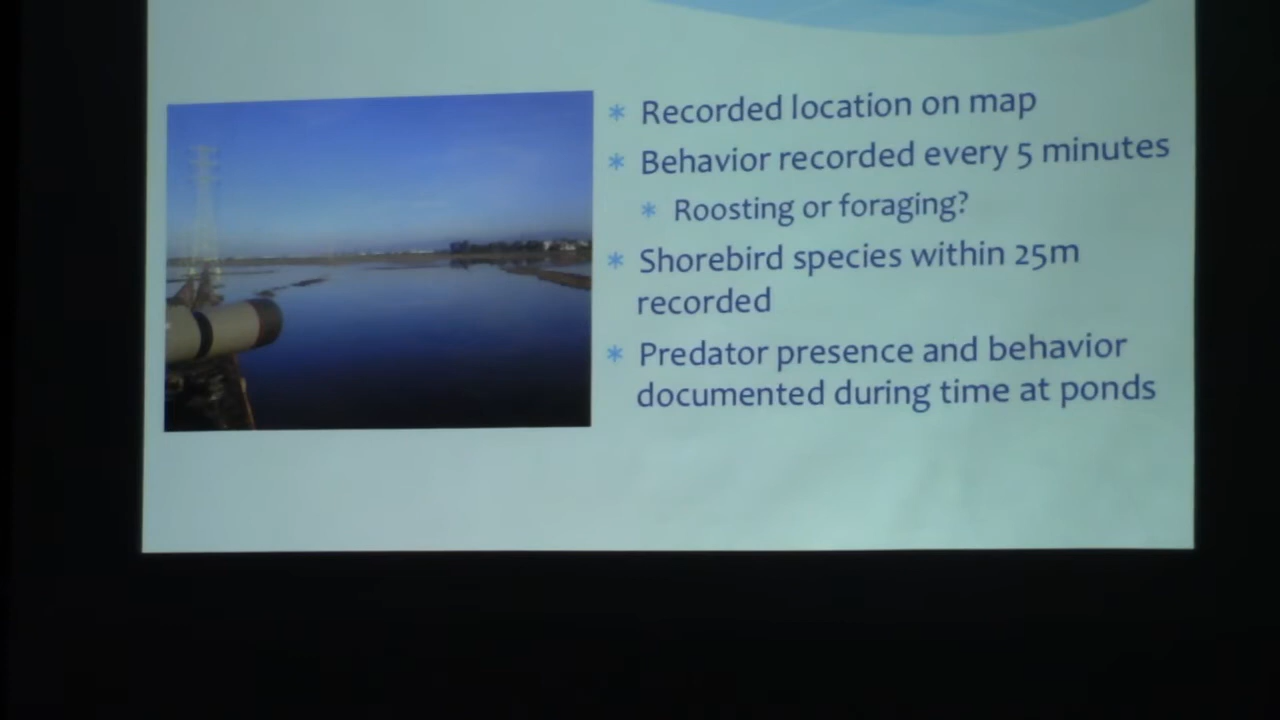 * Recorded location on map
* Behavior recorded every 5 minutes
* Roosting or foraging?
* Shorebird species within 25m
recorded
* Predator presence and behavior
documented during time at ponds